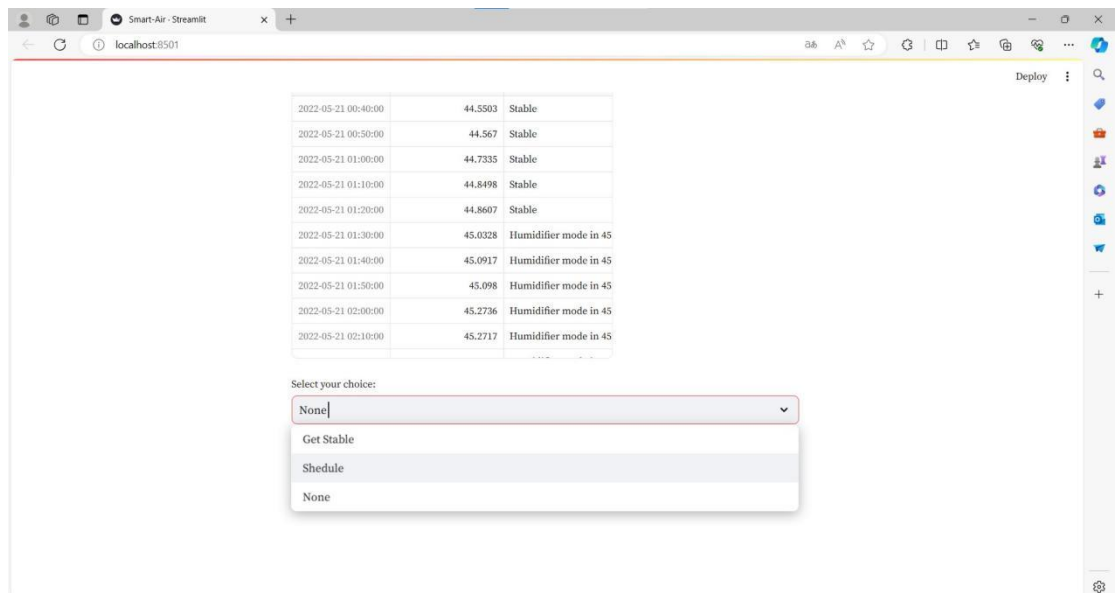 Smart-Air · Streamlit
localhost:8501
Deploy
2022-05-21 00:40:00 44.5503 Stable
2022-05-21 00:50:00 44.567 Stable
2022-05-21 01:00:00 44.7335 Stable
2022-05-21 01:10:00 44.8498 Stable
2022-05-21 01:20:00 44.8607 Stable
2022-05-21 01:30:00 45.0328 Humidifier mode in 45
2022-05-21 01:40:00 45.0917 Humidifier mode in 45
2022-05-21 01:50:00 45.098 Humidifier mode in 45
2022-05-21 02:00:00 45.2736 Humidifier mode in 45
2022-05-21 02:10:00 45.2717 Humidifier mode in 45
Select your choice:
None
Get Stable
Shedule
None